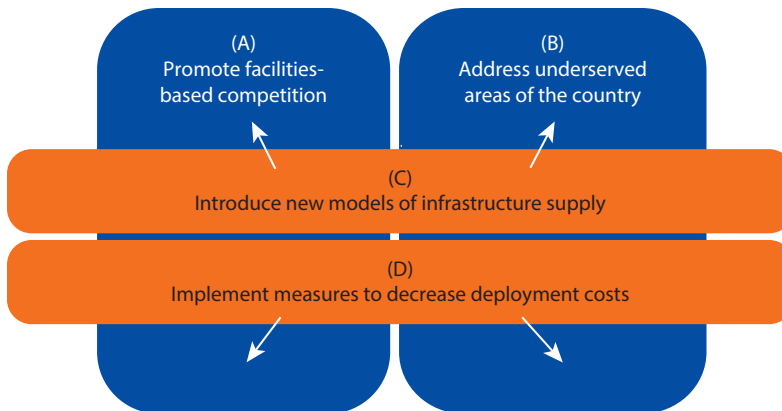 (A)
Promote facilities-
based competition
(B)
Address underserved
areas of the country
(C)
Introduce new models of infrastructure supply
(D)
Implement measures to decrease deployment costs